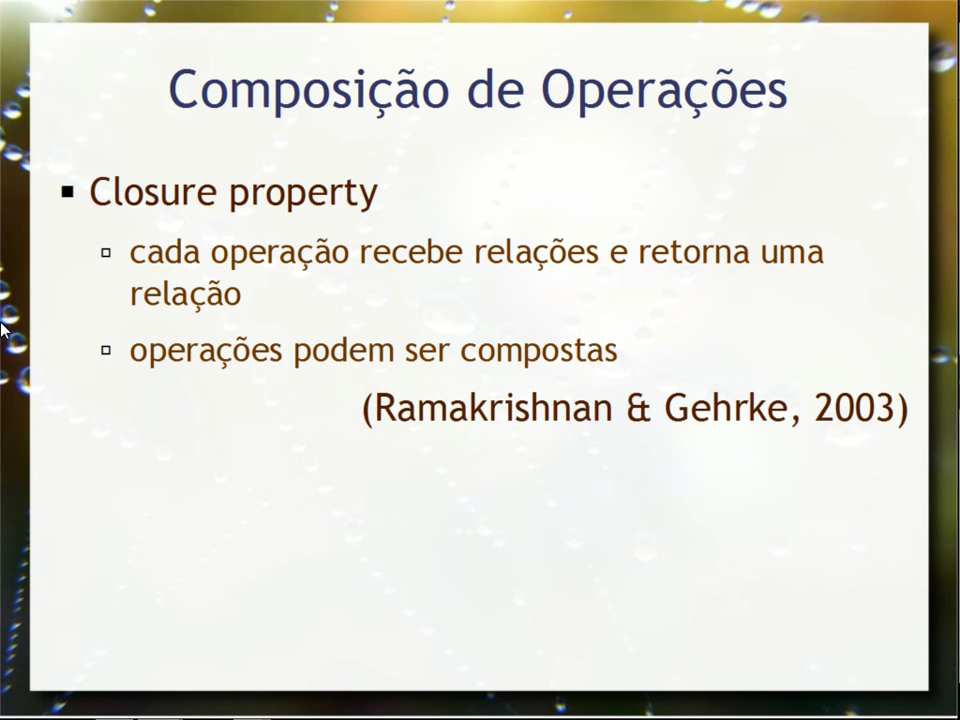 Composição de Operações
Closure property
cada operação recebe relações e retorna uma
relação
operações podem ser compostas
(Ramakrishnan & Gehrke, 2003)